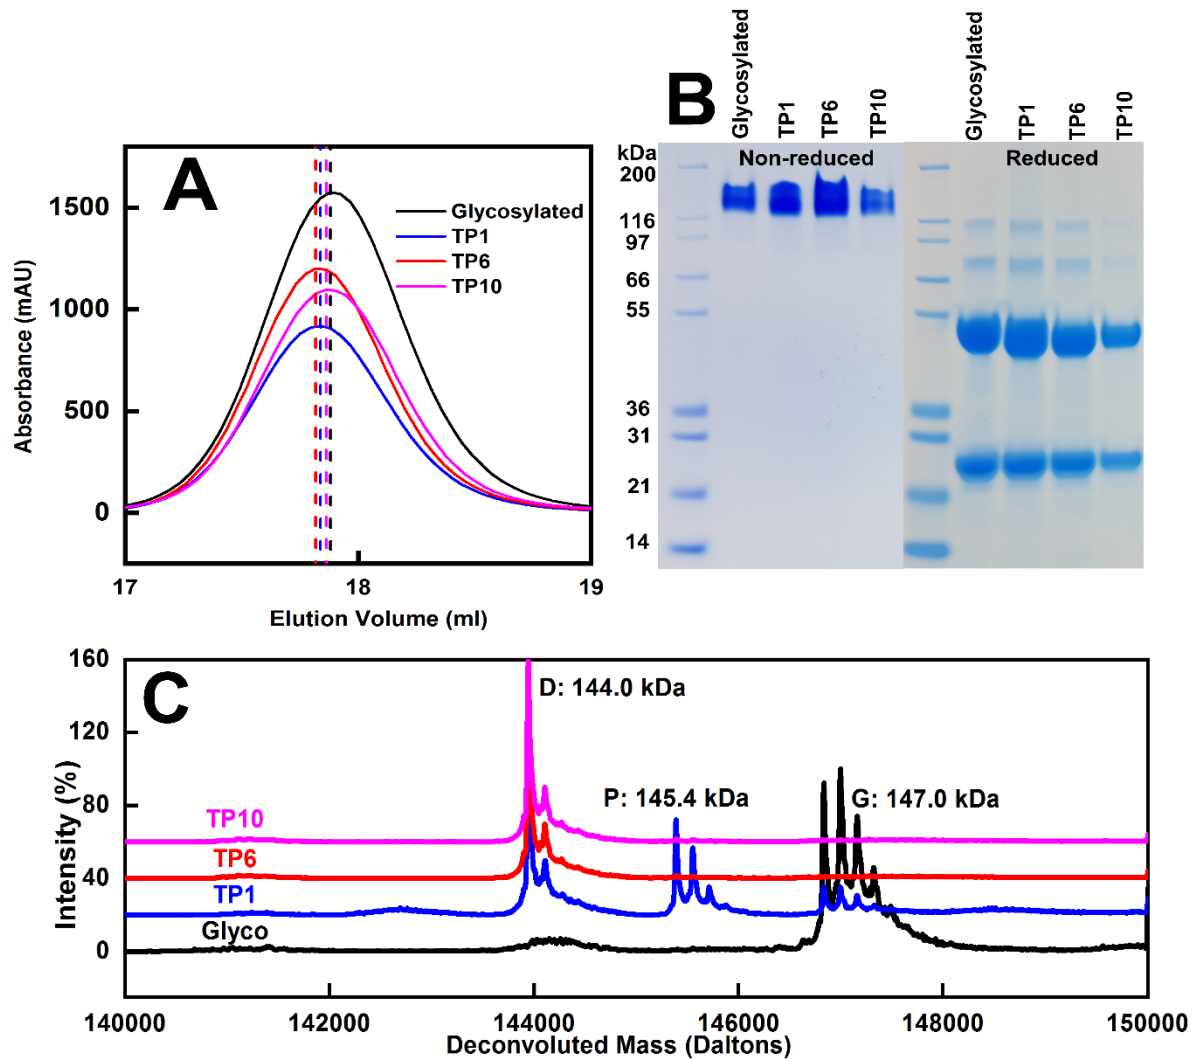 A
Absorbance (mAU)
1500
1000
500
0
Glycosylated
TP1
TP6
TP10
17
18
19
Elution Volume (ml)
B
Glycosylated
TP1
TP6
TP10
Glycosylated
TP1
TP6
TP10
kDa
Non-reduced
Reduced
200
116
97
66
55
36
31
21
14
C
Intensity (%)
160
120
80
40
0
D: 144.0 kDa
P: 145.4 kDa
G: 147.0 kDa
TP10
TP6
TP1
Glyco
140000
142000
144000
146000
148000
150000
Deconvoluted Mass (Daltons)